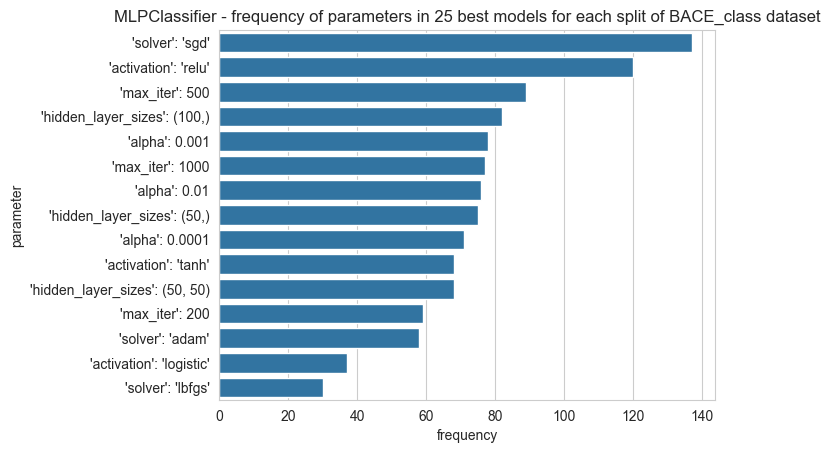 MLPClassifier - frequency of parameters in 25 best models for each split of BACE_class dataset
parameter
'solver': 'sgd'
'activation': 'relu'
'max_iter': 500
'hidden_layer_sizes': (100,)
'alpha': 0.001
'max_iter': 1000
'alpha': 0.01
'hidden_layer_sizes': (50,)
'alpha': 0.0001
'activation': 'tanh'
'hidden_layer_sizes': (50, 50)
'max_iter': 200
'solver': 'adam'
'activation': 'logistic'
'solver': 'lbfgs'
0 20 40 60 80 100 120 140
frequency